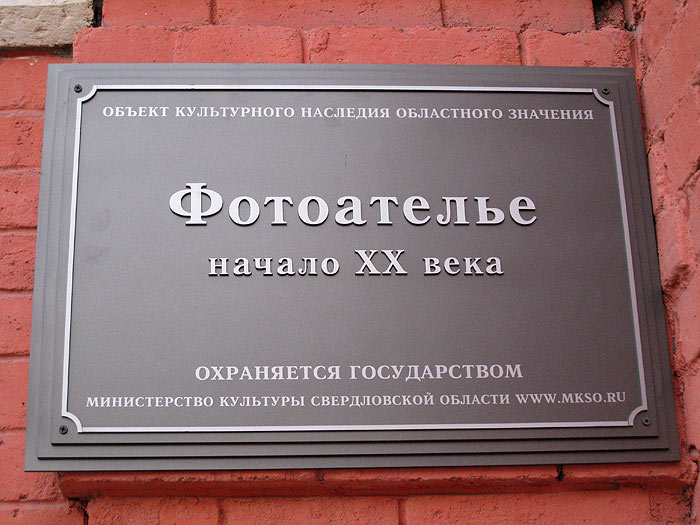 ОБЪЕКТ КУЛЬТУРНОГО НАСЛЕДИЯ ОБЛАСТНОГО ЗНАЧЕНИЯ
Фотоателье
начало XX века
ОХРАНЯЕТСЯ ГОСУДАРСТВОМ
МИНИСТЕРСТВО КУЛЬТУРЫ СВЕРДЛОВСКОЙ ОБЛАСТИ WWW.MKSO.RU